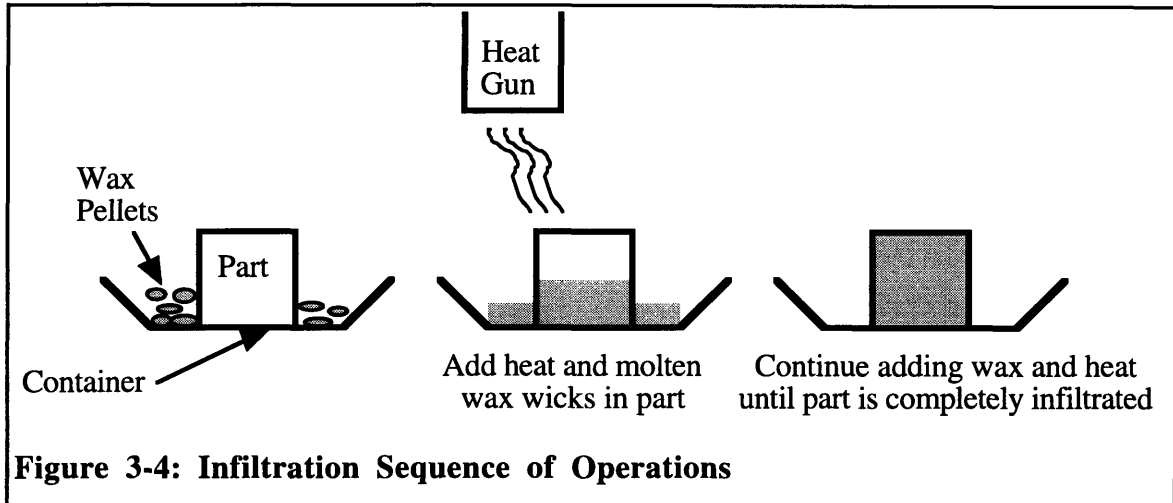 Heat
Gun
Wax
Pellets
Part
Container
Add heat and molten
wax wicks in part
Continue adding wax and heat
until part is completely infiltrated
Figure 3-4: Infiltration Sequence of Operations